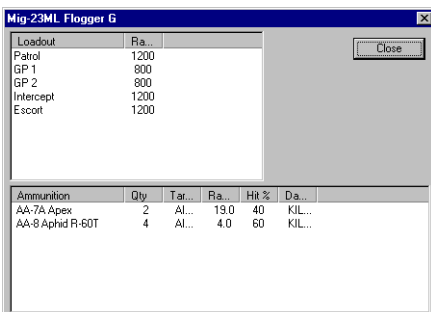 Mig-23ML Flogger G
Close
Loadout Ra...
Patrol 1200
GP 1 800
GP 2 800
Intercept 1200
Escort 1200
Ammunition Qty Tar... Ra... Hit % Da...
AA-7A Apex 2 AI... 19.0 40 KIL...
AA-8 Aphid R-60T 4 AI... 4.0 60 KIL...